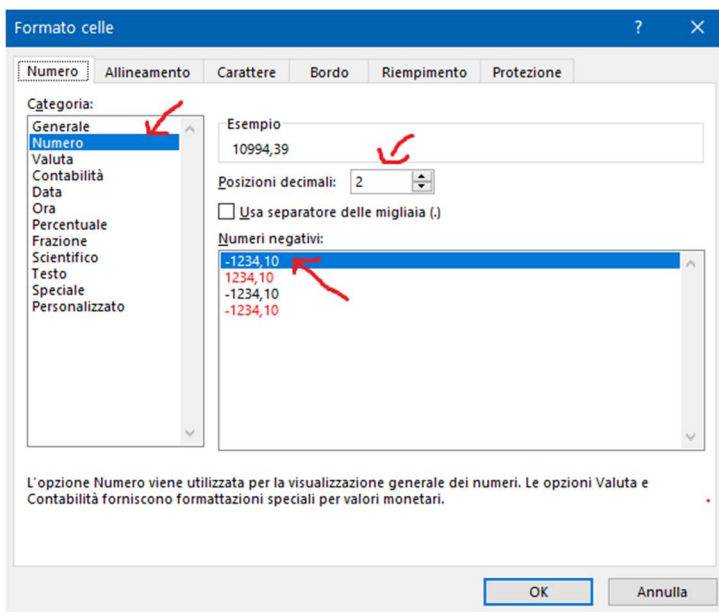 Formato celle
Numero Allineamento Carattere Bordo Riempimento Protezione
Categoria:
Generale
Numero
Valuta
Contabilità
Data
Ora
Percentuale
Frazione
Scientifico
Testo
Speciale
Personalizzato
Esempio
10994,39
Posizioni decimali: 2
Usa separatore delle migliaia (.)
Numeri negativi:
-1234,10
1234,10
-1234,10
-1234,10
L'opzione Numero viene utilizzata per la visualizzazione generale dei numeri. Le opzioni Valuta e
Contabilità forniscono formattazioni speciali per valori monetari.
OK Annulla